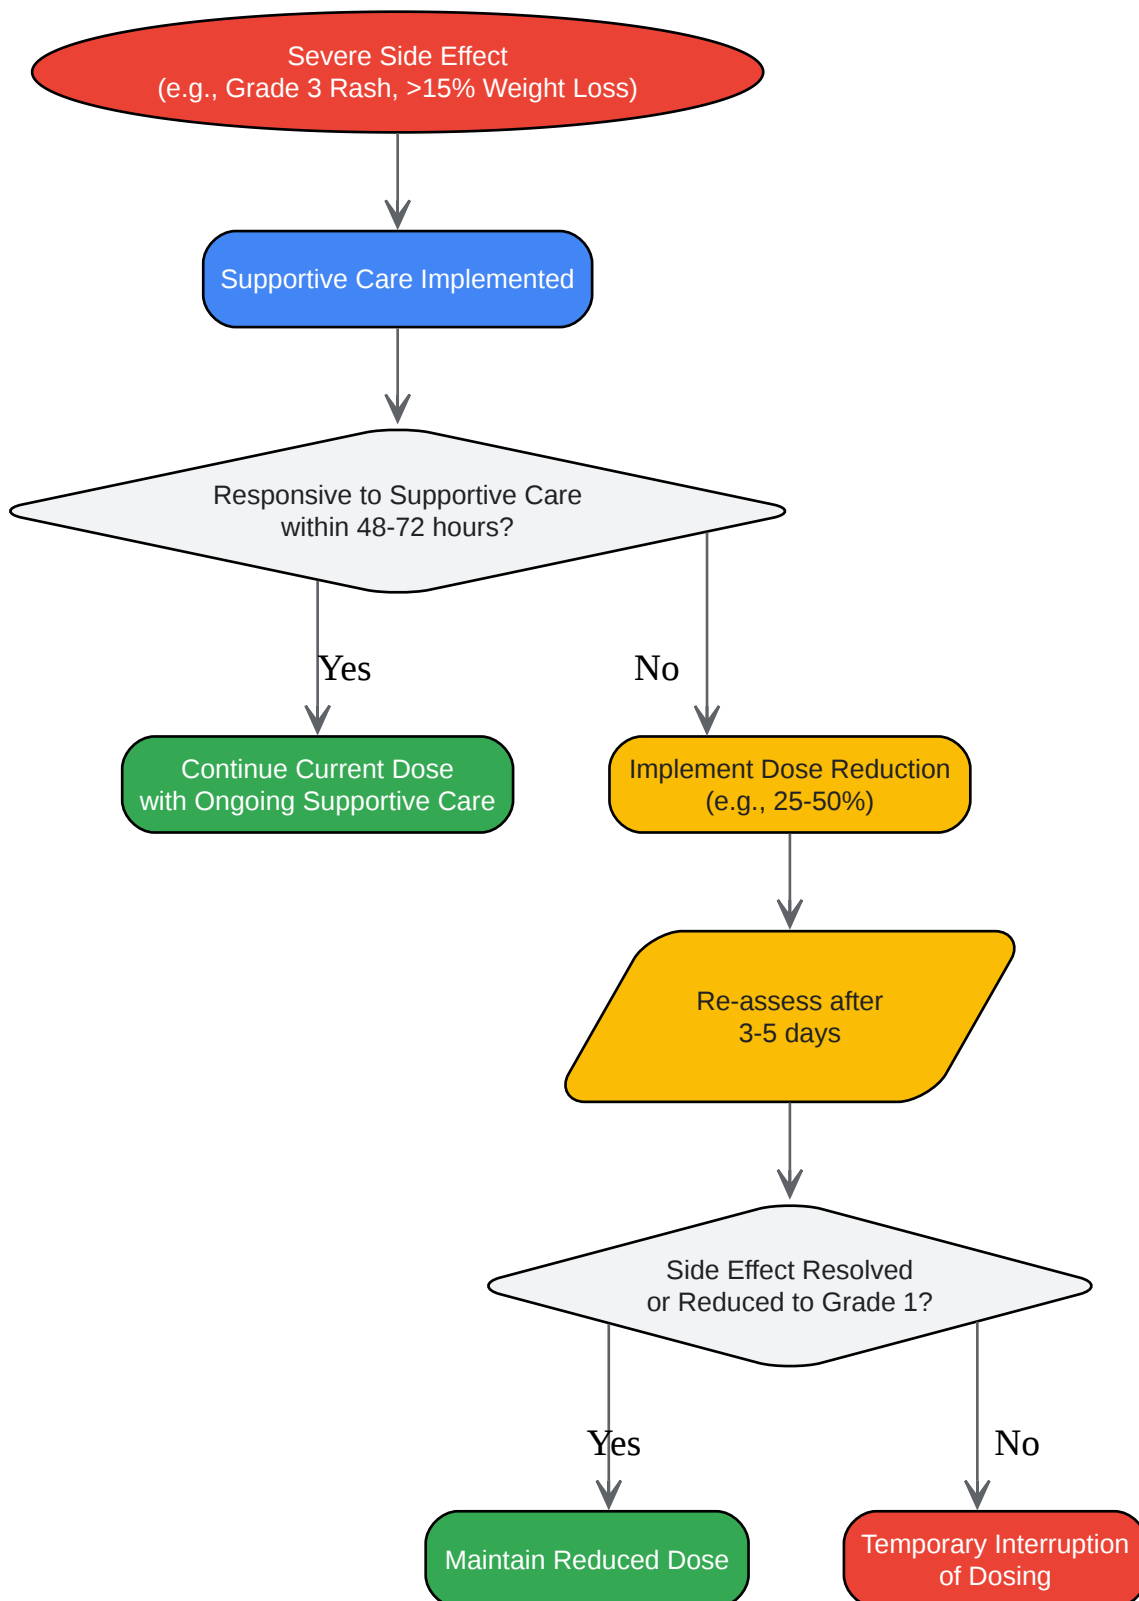 Severe Side Effect
(e.g., Grade 3 Rash, >15% Weight Loss)
Supportive Care Implemented
Responsive to Supportive Care
within 48-72 hours?
Yes
No
Continue Current Dose
with Ongoing Supportive Care
Implement Dose Reduction
(e.g., 25-50%)
Re-assess after
3-5 days
Side Effect Resolved
or Reduced to Grade 1?
Yes
No
Maintain Reduced Dose
Temporary Interruption
of Dosing